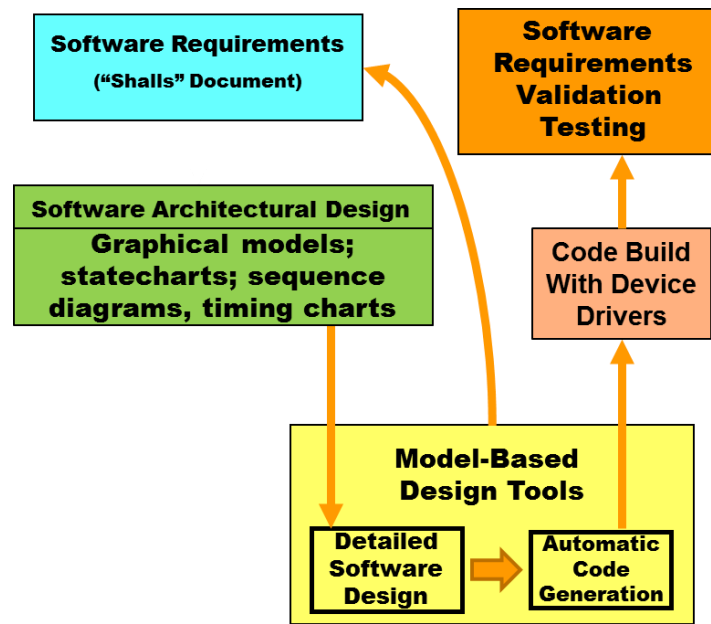 Software Requirements
(“Shalls” Document)
Software
Requirements
Validation
Testing
Software Architectural Design
Graphical models;
statecharts; sequence
diagrams, timing charts
Code Build
With Device
Drivers
Model-Based
Design Tools
Detailed
Software
Design
Automatic
Code
Generation